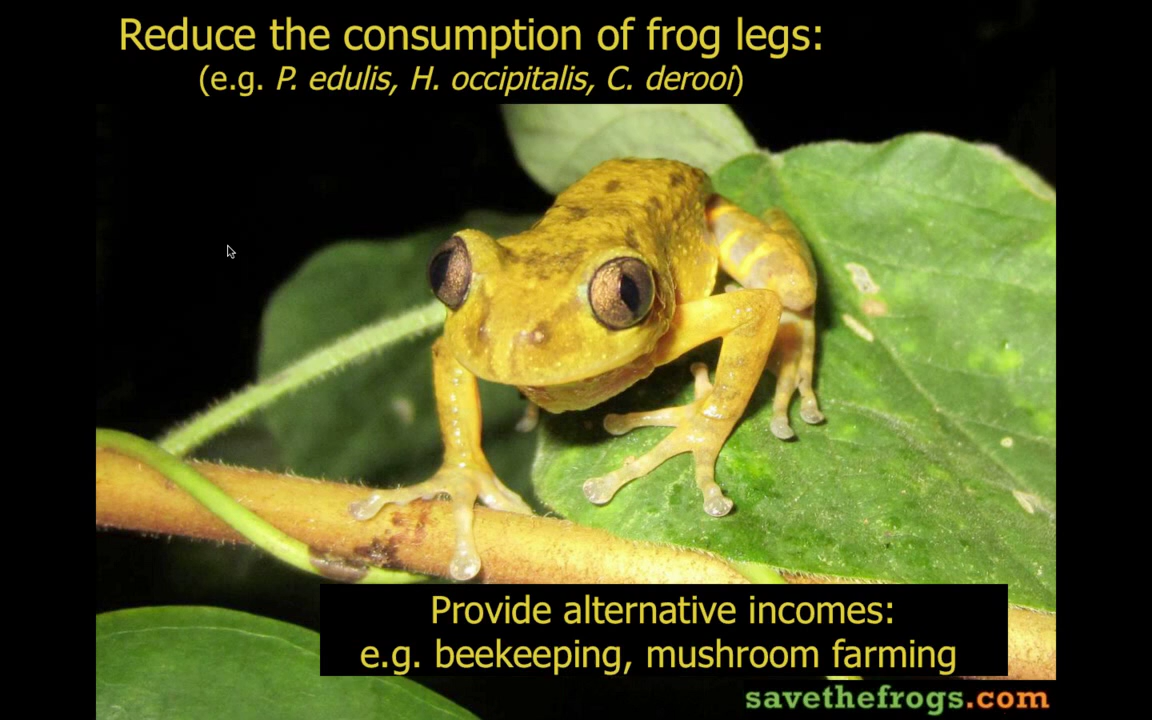 Reduce the consumption of frog legs:
(e.g. P. edulis, H. occipitalis, C. derooi)
Provide alternative incomes:
e.g. beekeeping, mushroom farming
savethefrogs.com